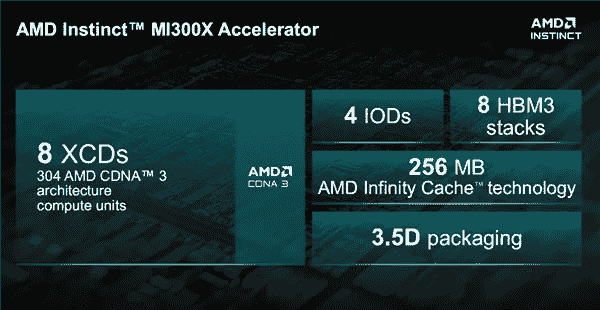 AMD Instinct™ MI300X Accelerator
AMD
INSTINCT
8 XCDs
304 AMD CDNA™ 3
architecture
compute units
AMD
CDNA 3
4 IODs
8 HBM3
stacks
256 MB
AMD Infinity Cache™ technology
3.5D packaging